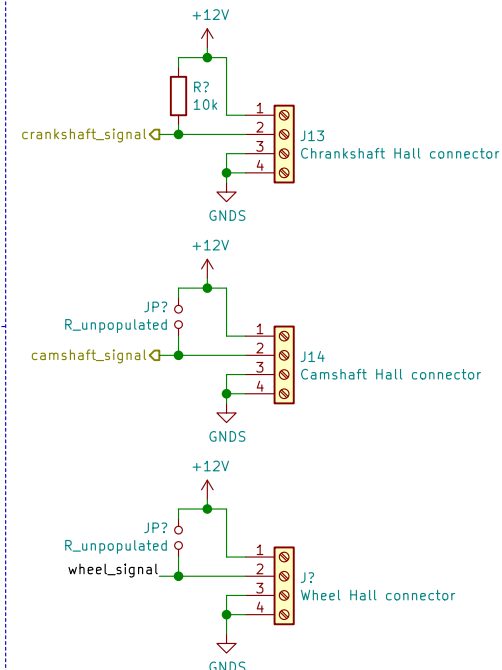 +12V
R?
10k
1
2
3
4
crankshaft_signal
J13
Chrankshaft Hall connector
GNDS
+12V
JP?
R_unpopulated
1
2
3
4
camshaft_signal
J14
Camshaft Hall connector
GNDS
+12V
JP?
R_unpopulated
1
2
3
4
wheel_signal
J?
Wheel Hall connector
GNDS